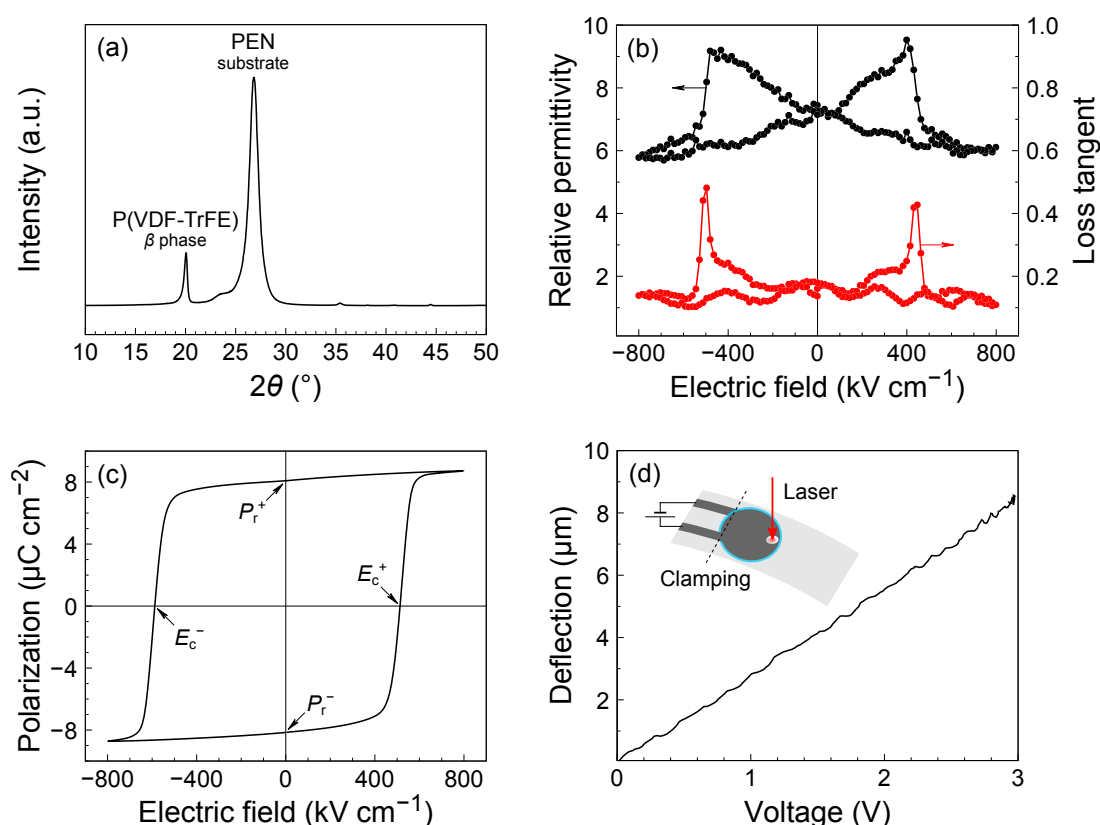 (a)
PEN
substrate
P(VDF-TrFE)
β phase
Intensity (a.u.)
10 15 20 25 30 35 40 45 50
2θ (°)
(b)
10
8
6
4
2
Relative permittivity
1.0
0.8
0.6
0.4
0.2
Loss tangent
−800 −400 0 400 800
Electric field (kV cm⁻¹)
(c)
8
4
0
−4
−8
Polarization (µC cm⁻²)
Pᵣ⁺
E_c⁺
E_c⁻
Pᵣ⁻
−800 −400 0 400 800
Electric field (kV cm⁻¹)
(d)
10
8
6
4
2
Deflection (µm)
Laser
Clamping
0 1 2 3
Voltage (V)